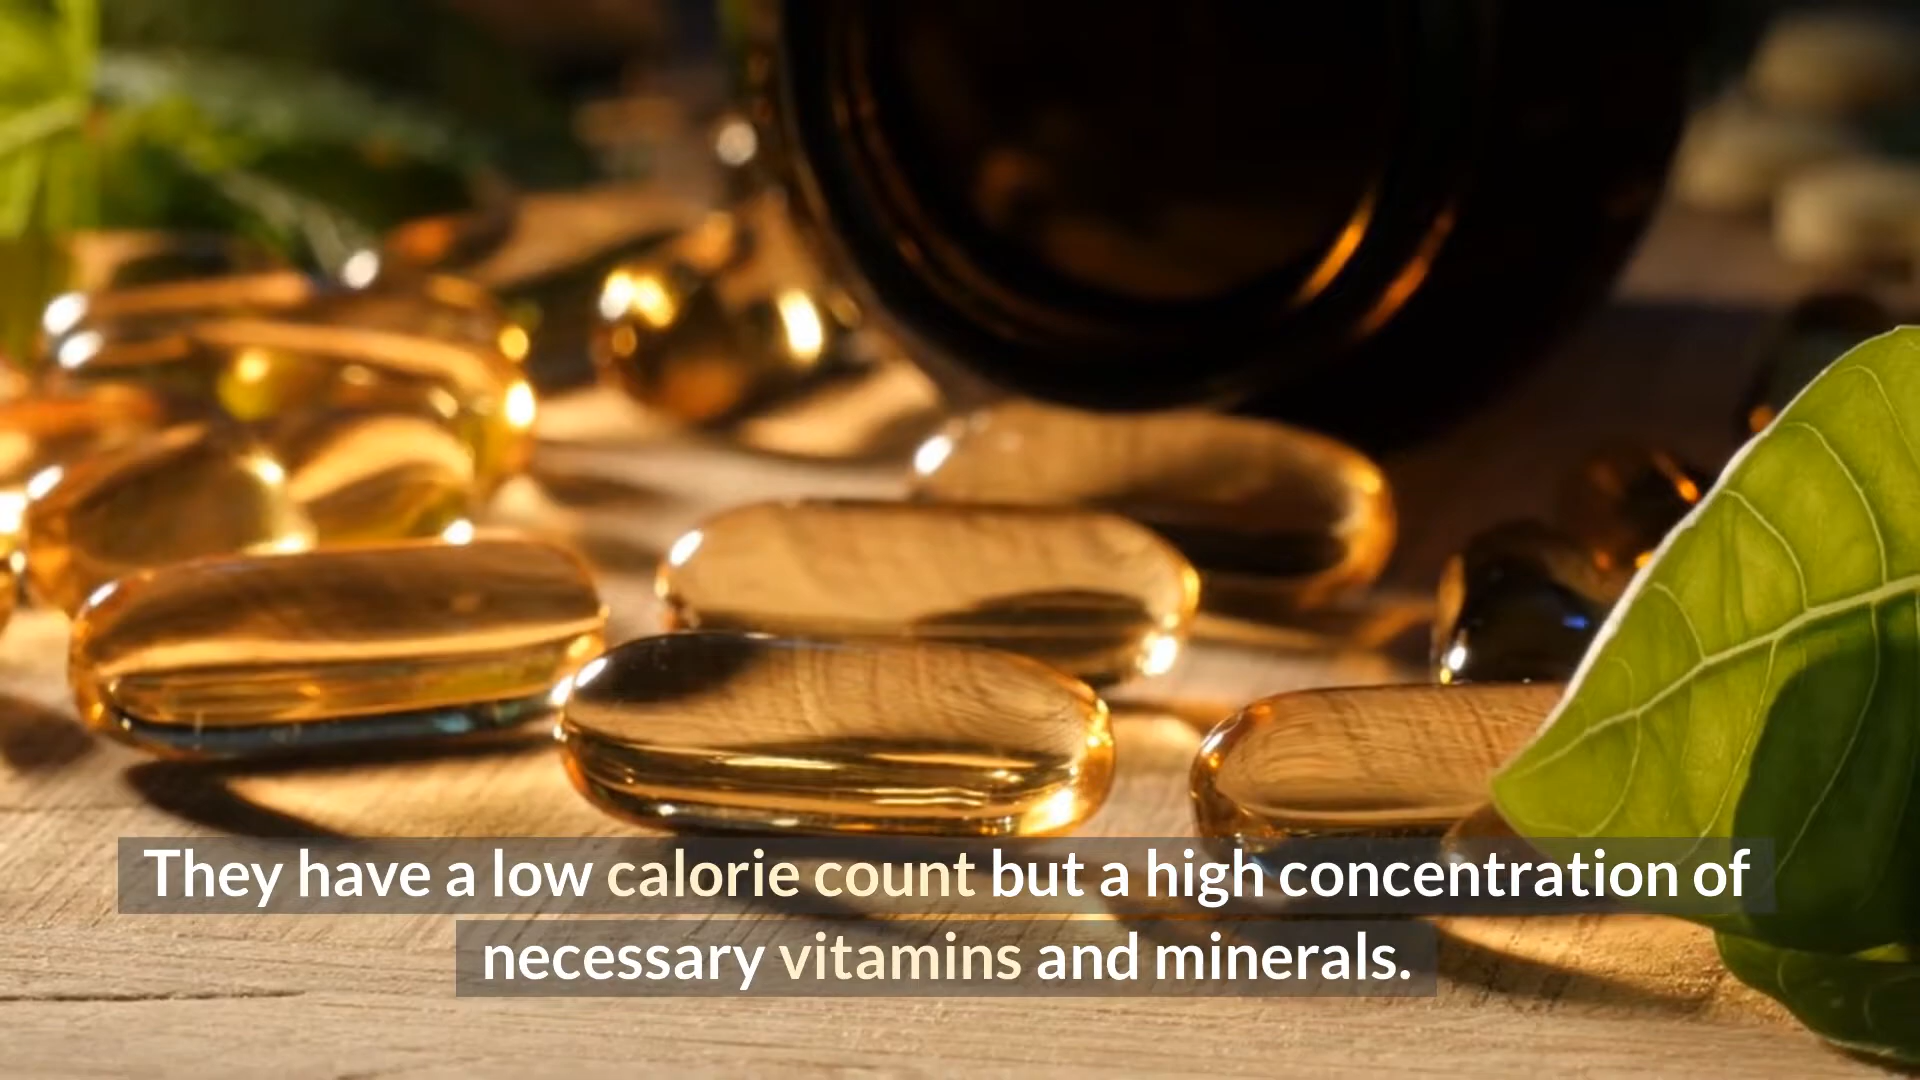 They have a low calorie count but a high concentration of
necessary vitamins and minerals.